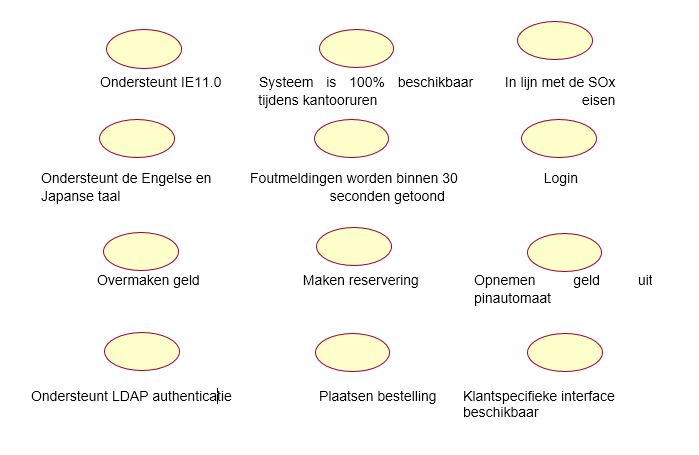 Ondersteunt IE11.0
Systeem is 100% beschikbaar
tijdens kantooruren
In lijn met de SOx
eisen
Ondersteunt de Engelse en
Japanse taal
Foutmeldingen worden binnen 30
seconden getoond
Login
Overmaken geld
Maken reservering
Opnemen geld uit
pinautomaat
Ondersteunt LDAP authenticatie
Plaatsen bestelling
Klantspecifieke interface
beschikbaar